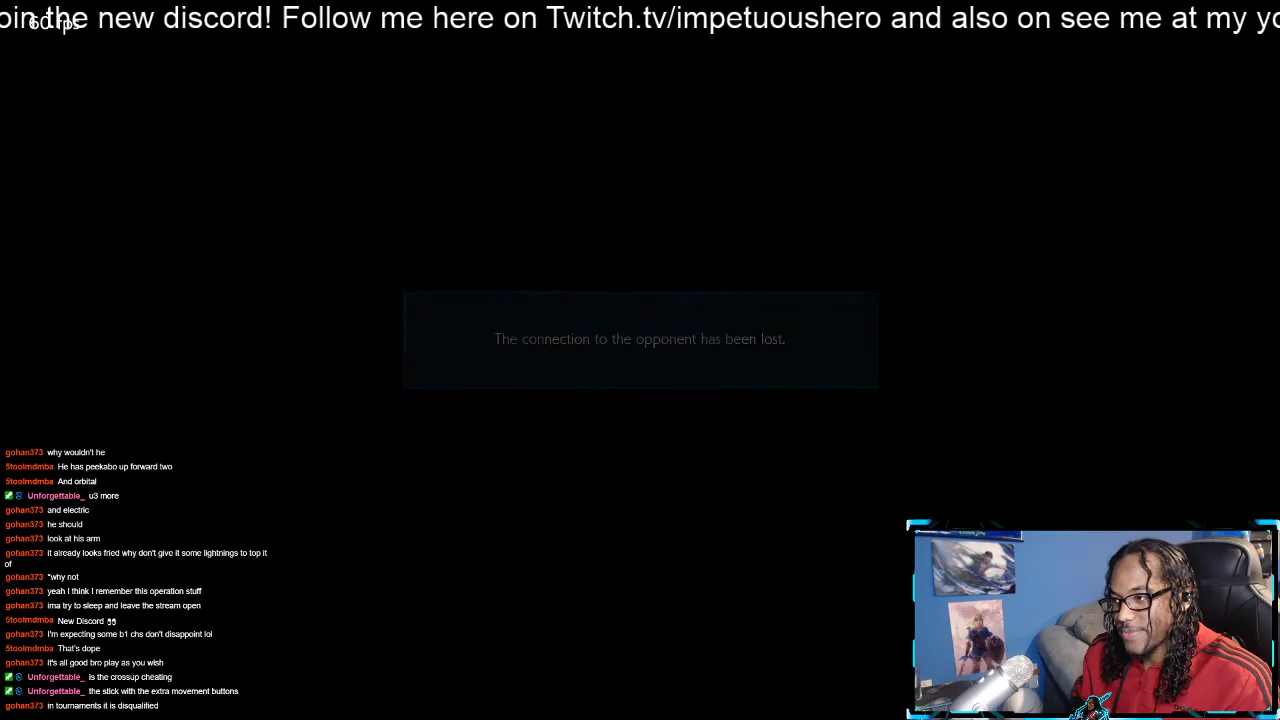 oin the new discord! Follow me here on Twitch.tv/impetuoushero and also on see me at my yo
60 fps
The connection to the opponent has been lost.
gohan373 why wouldn't he
5toolmdmba He has peekabo up forward two
5toolmdmba And orbital
Unforgettable_ u3 more
gohan373 and electric
gohan373 he should
gohan373 look at his arm
gohan373 it already looks fried why don't give it some lightnings to top it
of
gohan373 "why not
gohan373 yeah I think I remember this operation stuff
gohan373 ima try to sleep and leave the stream open
5toolmdmba New Discord 👀
gohan373 I'm expecting some b1 chs don't disappoint lol
5toolmdmba That's dope
gohan373 it's all good bro play as you wish
Unforgettable_ is the crossup cheating
Unforgettable_ the stick with the extra movement buttons
gohan373 in tournaments it is disqualified